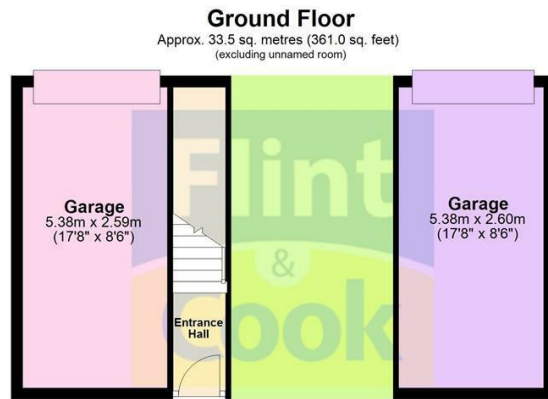 Ground Floor
Approx. 33.5 sq. metres (361.0 sq. feet)
(excluding unnamed room)
Flint
&
Cook
Garage
5.38m x 2.59m
(17'8" x 8'6")
Entrance
Hall
Garage
5.38m x 2.60m
(17'8" x 8'6")